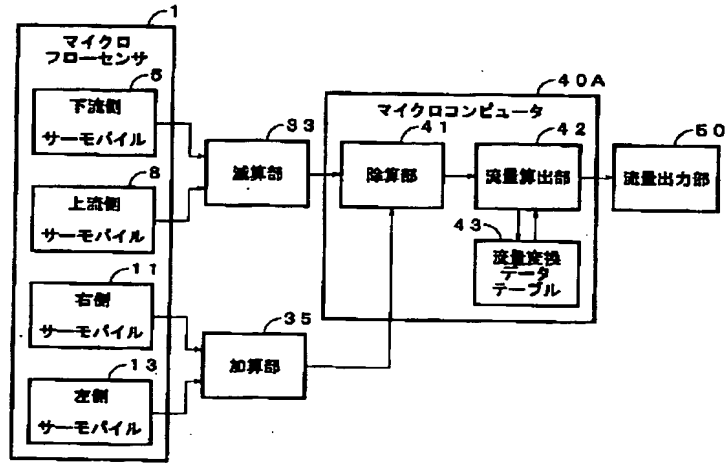 1
マイクロ
フローセンサ
5
下流側
サーモパイル
8
上流側
サーモパイル
11
右側
サーモパイル
13
左側
サーモパイル
33
減算部
35
加算部
40A
マイクロコンピュータ
41
除算部
42
流量算出部
43
流量変換
データ
テーブル
50
流量出力部